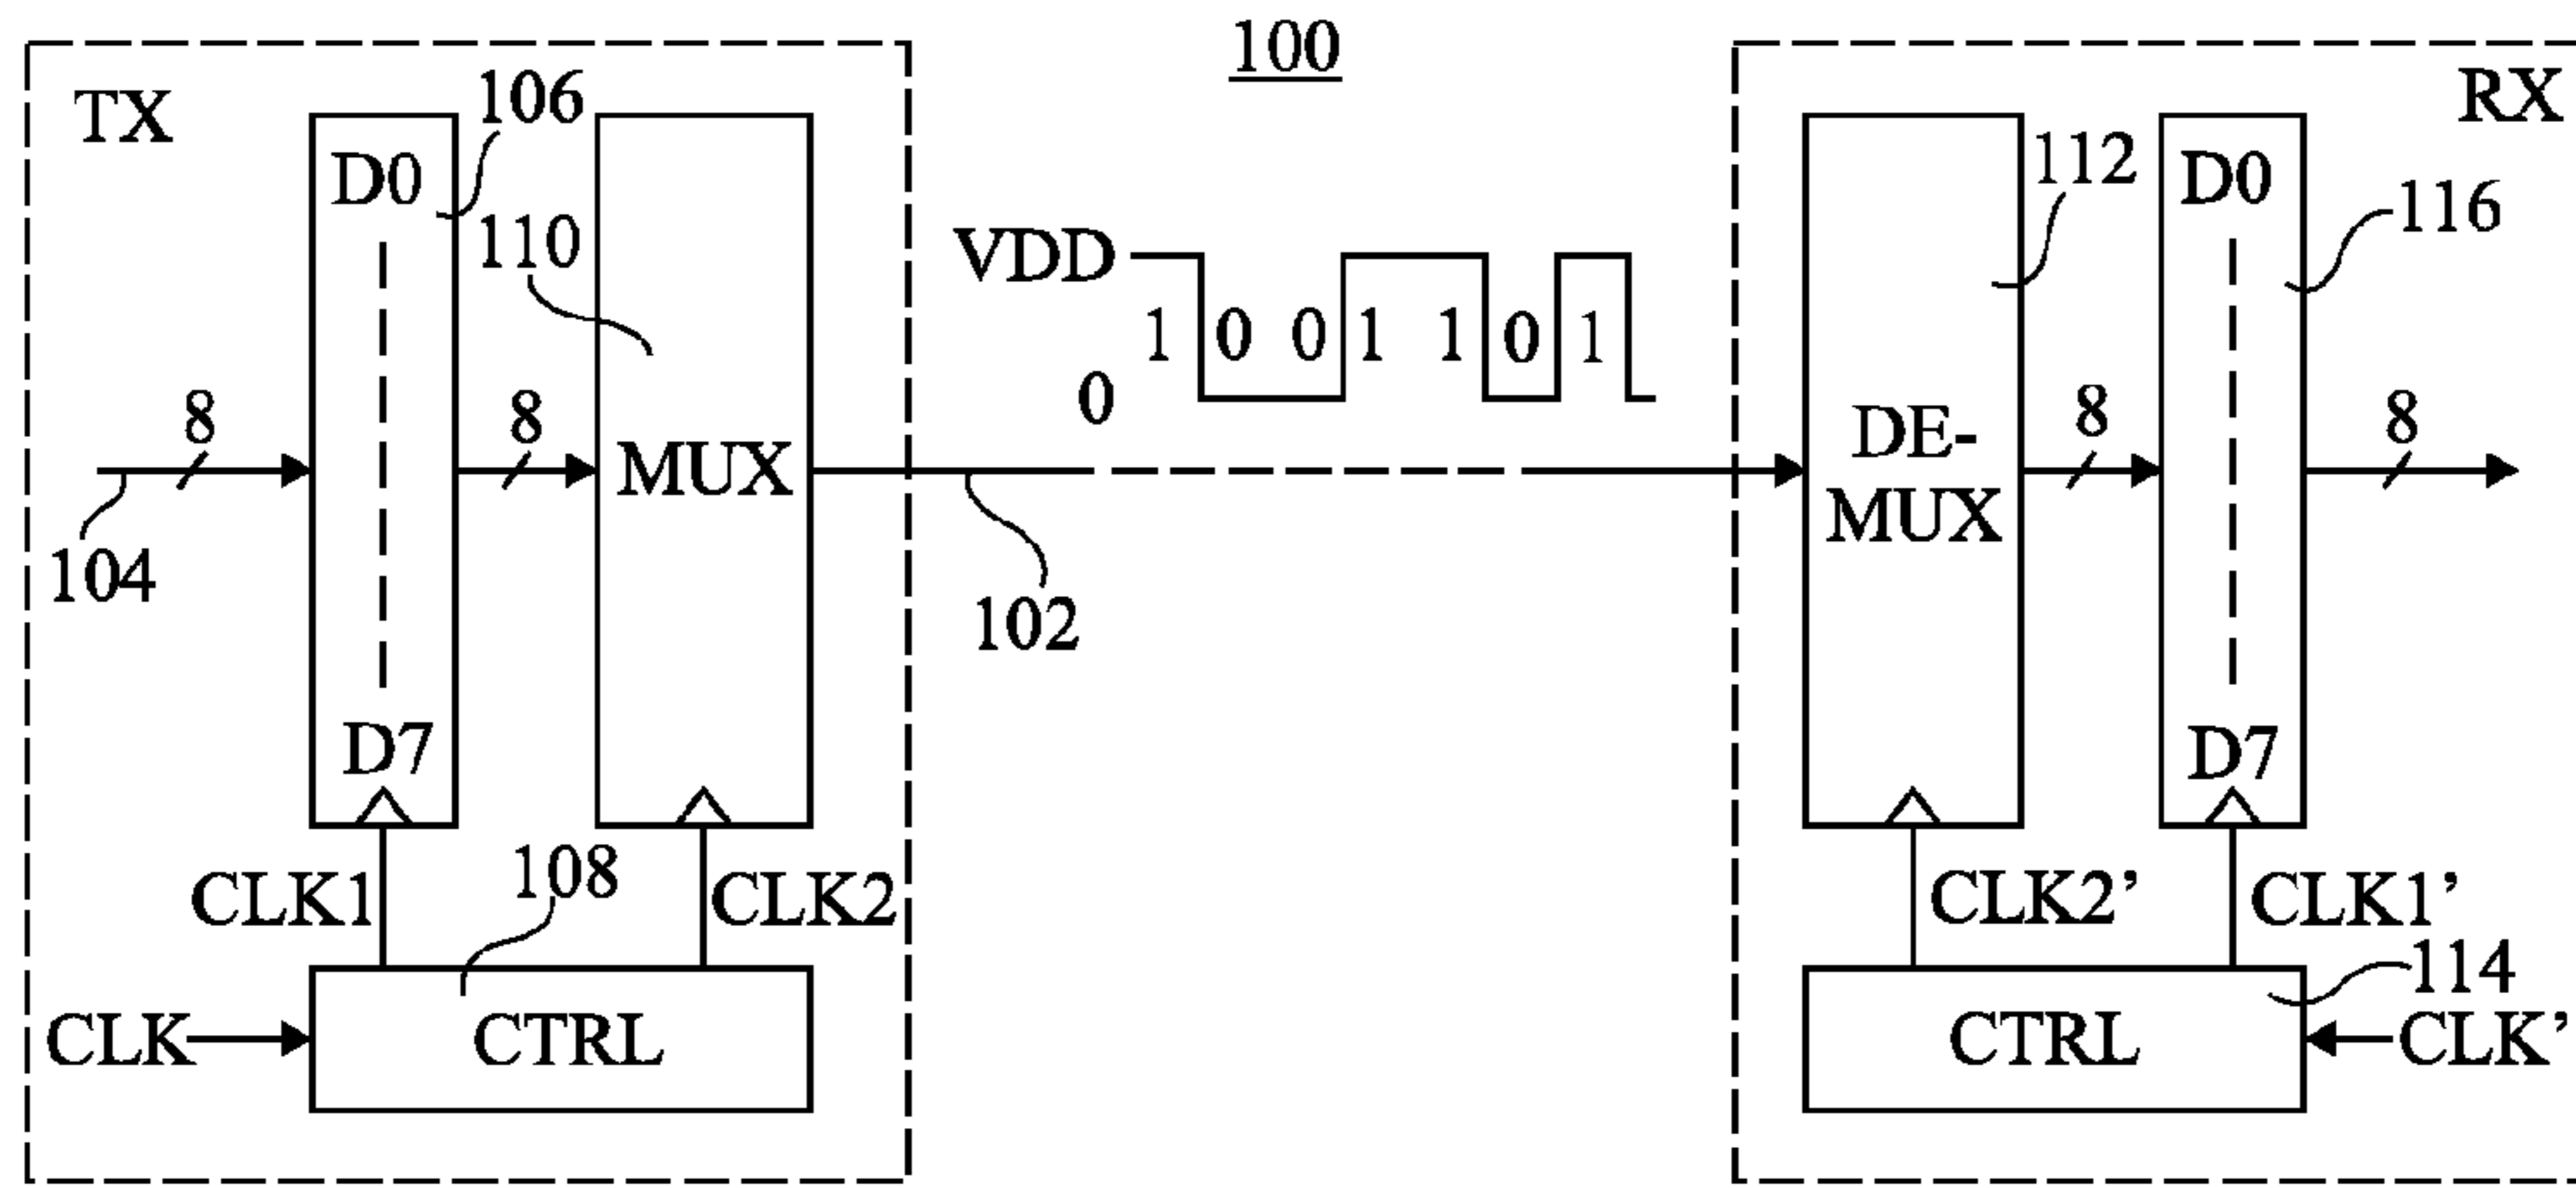 100
TX
106
D0
110
8
8
MUX
104
D7
CLK1
108
CLK2
CLK
CTRL
VDD
1 0 0 1 1 0 1
0
102
RX
112
D0
116
DE-
MUX
8
8
D7
CLK2’
CLK1’
114
CTRL
CLK’